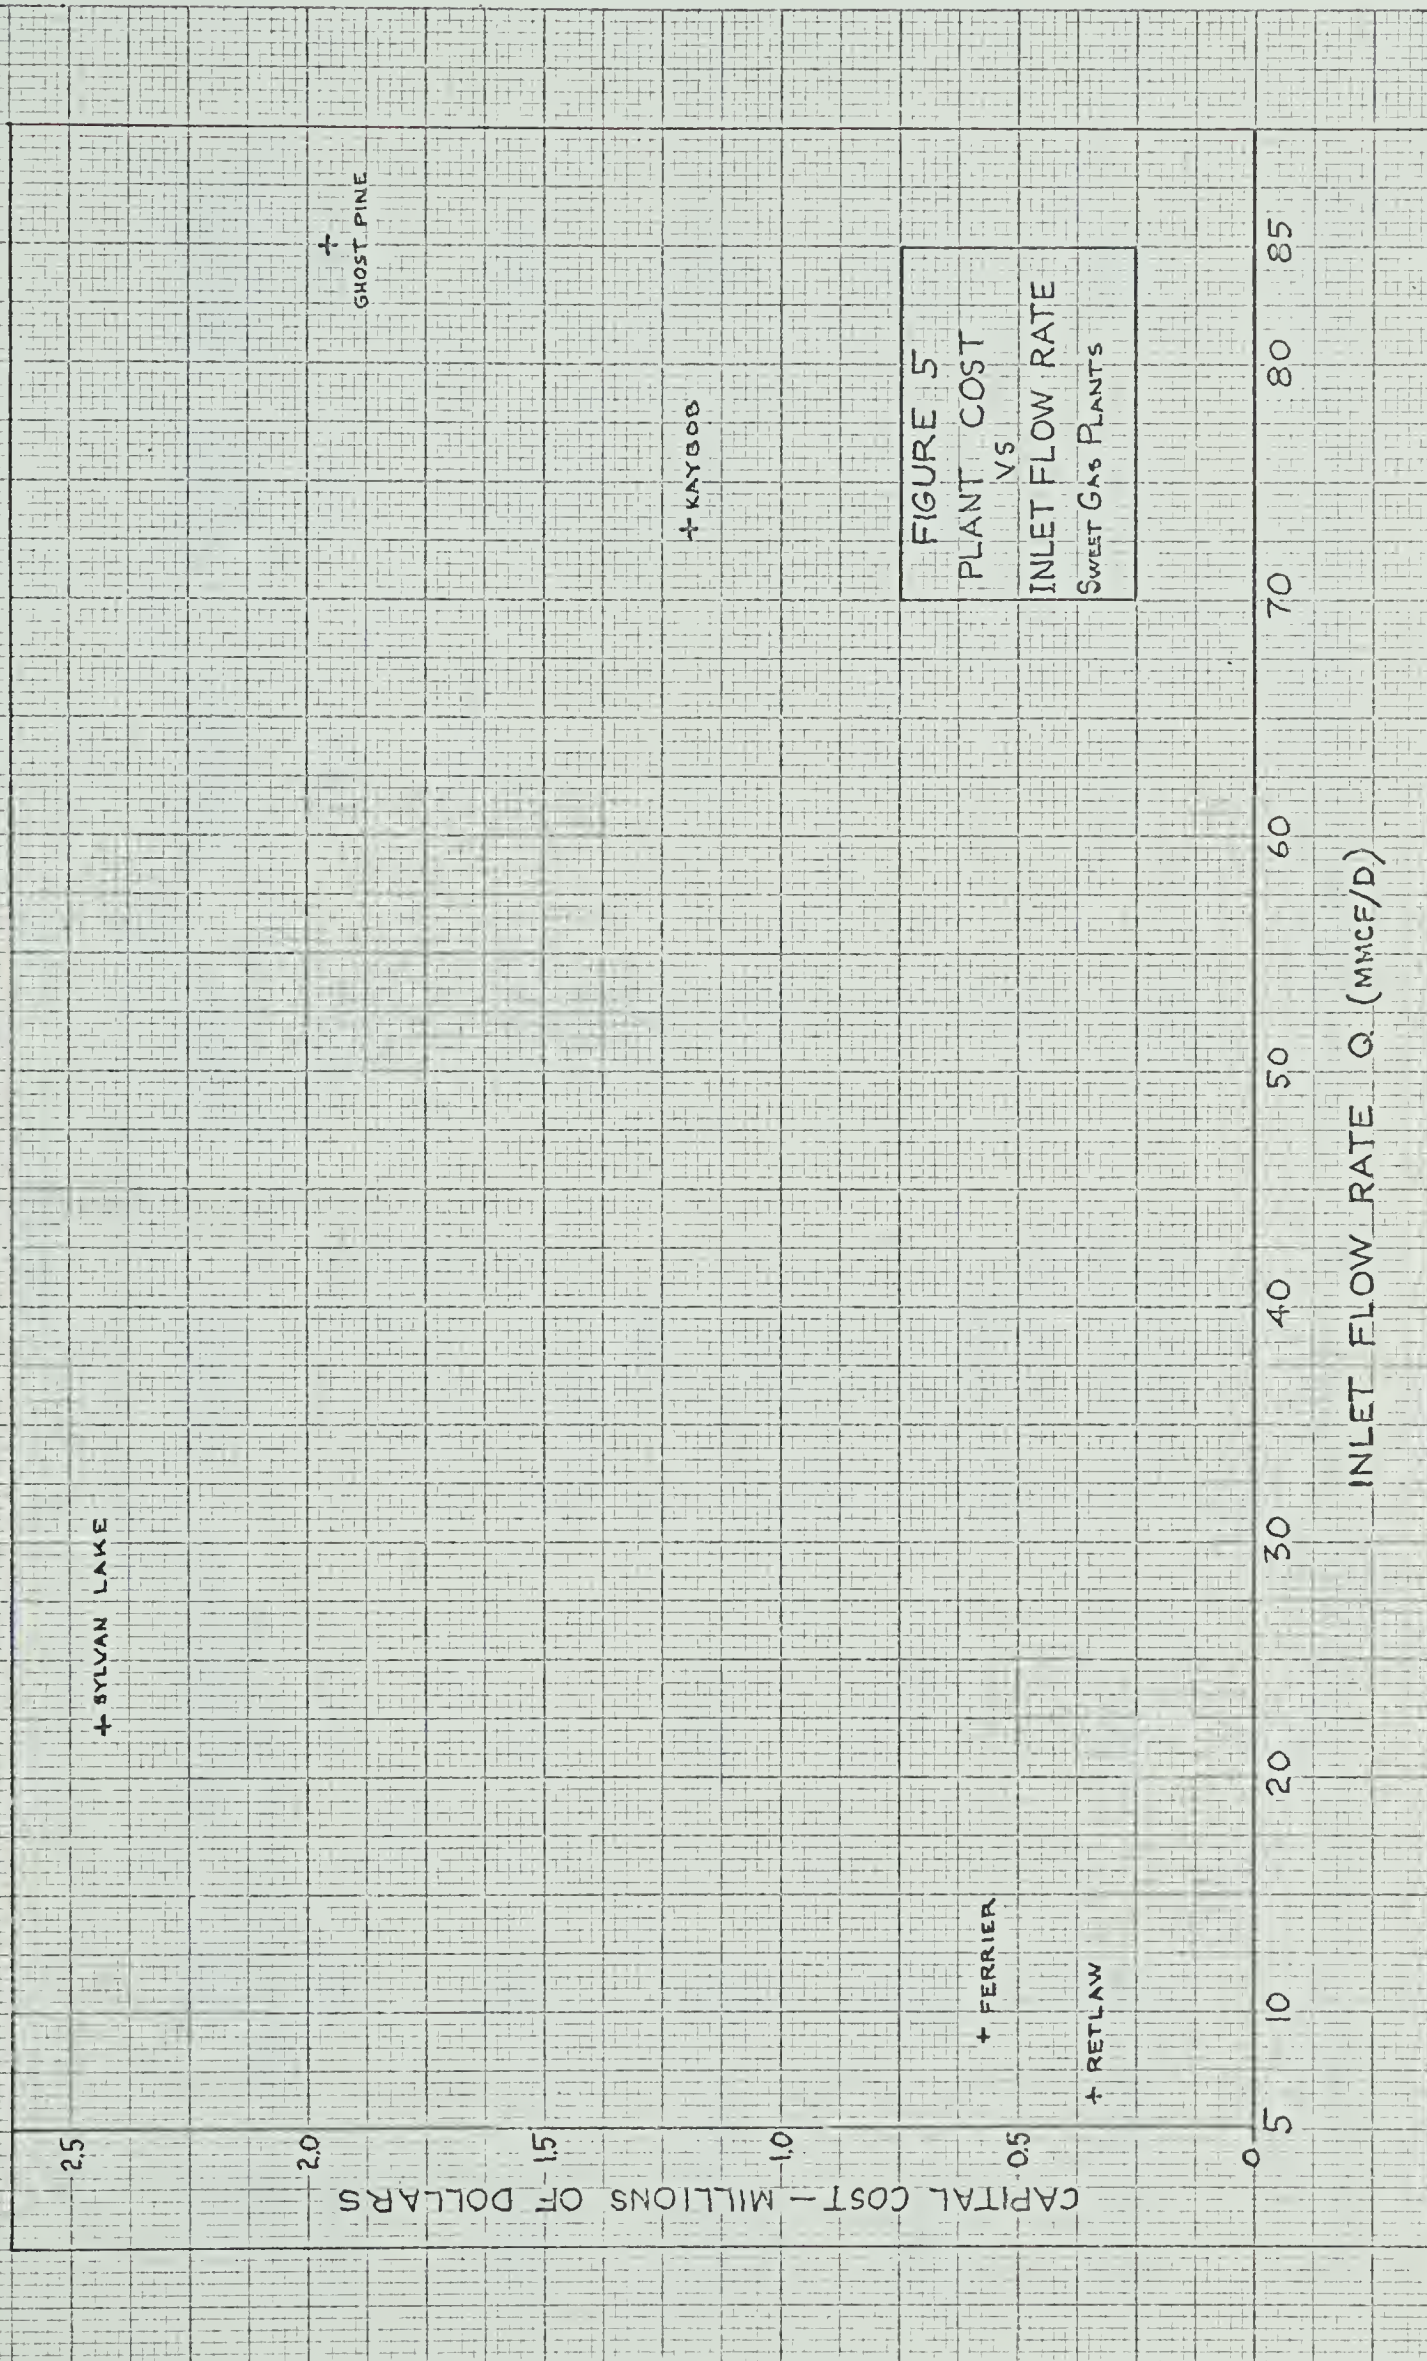 2.5
2.0
1.5
1.0
0.5
0
CAPITAL COST - MILLIONS OF DOLLARS
+ SYLVAN LAKE
+ GHOST PINE
+ KAYBOB
+ FERRIER
+ RETLAW
FIGURE 5
PLANT COST
VS
INLET FLOW RATE
SWEET GAS PLANTS
5 10 20 30 40 50 60 70 80 85
INLET FLOW RATE Q (MMCF/D)